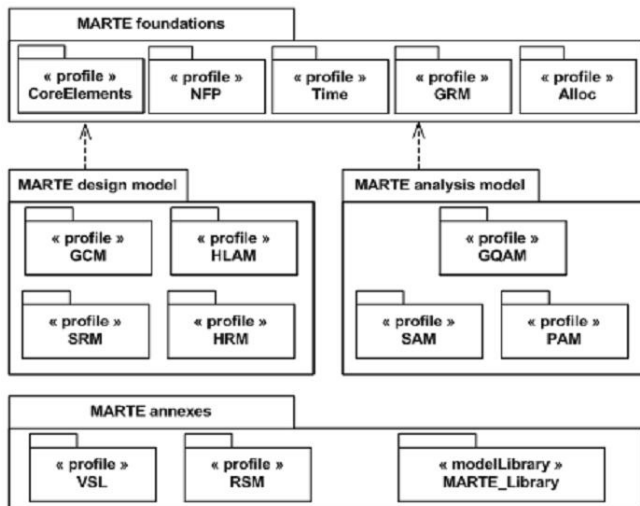 MARTE foundations
« profile »
CoreElements
« profile »
NFP
« profile »
Time
« profile »
GRM
« profile »
Alloc
MARTE design model
« profile »
GCM
« profile »
HLAM
« profile »
SRM
« profile »
HRM
MARTE analysis model
« profile »
GQAM
« profile »
SAM
« profile »
PAM
MARTE annexes
« profile »
VSL
« profile »
RSM
« modelLibrary »
MARTE_Library